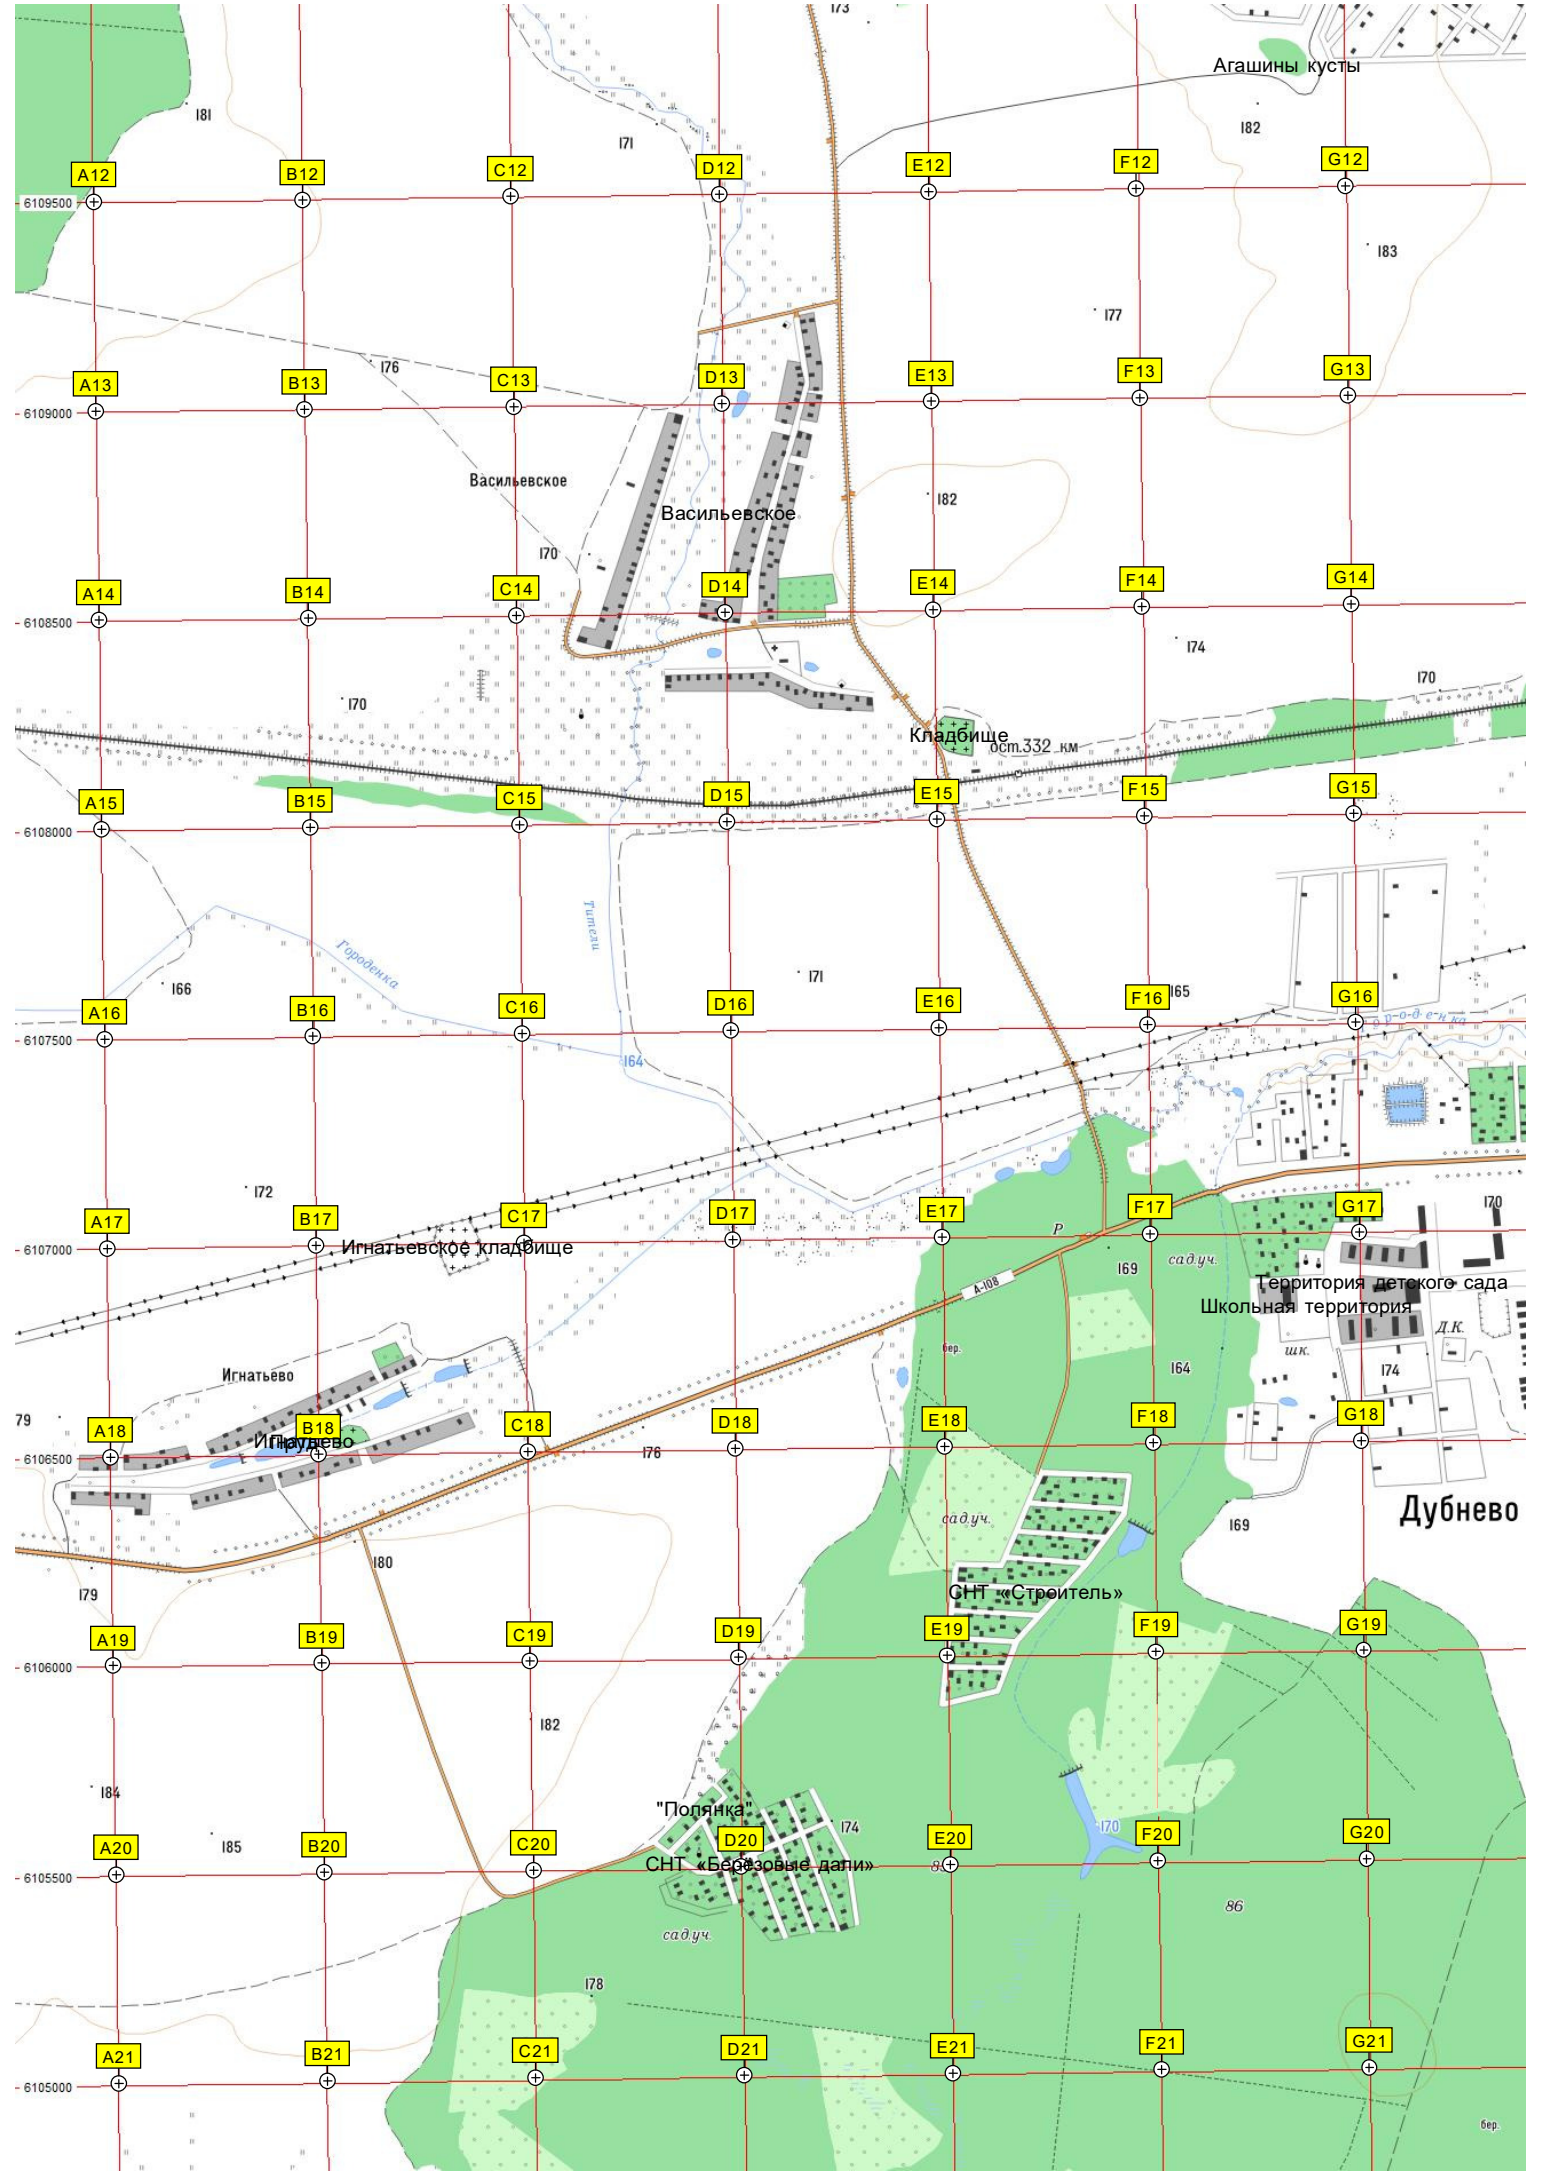 173
Агашины кусты
181
182
171
A12
B12
C12
D12
E12
F12
G12
6109500
183
177
176
A13
B13
C13
D13
E13
F13
G13
6109000
Васильевское
182
Васильевское
170
A14
B14
C14
D14
E14
F14
G14
6108500
174
170
170
Кладбище
ост.332 км
A15
B15
C15
D15
E15
F15
G15
6108000
Тители
Городенка
171
166
165
A16
B16
C16
D16
E16
F16
G16
Городенка
6107500
164
172
170
A17
B17
C17
D17
E17
F17
G17
Р
6107000
Игнатьевское кладбище
169
сад.уч.
А-108
Территория детского сада
Школьная территория
Д.К.
шк.
бер.
164
174
Игнатьево
79
A18
B18
C18
D18
E18
F18
G18
Игнатьево
6106500
176
Дубнево
сад.уч.
169
180
179
СНТ «Строитель»
A19
B19
C19
D19
E19
F19
G19
6106000
182
184
"Полянка"
174
170
185
A20
B20
C20
D20
E20
F20
G20
СНТ «Берёзовые дали»
6105500
86
сад.уч.
178
A21
B21
C21
D21
E21
F21
G21
6105000
бер.